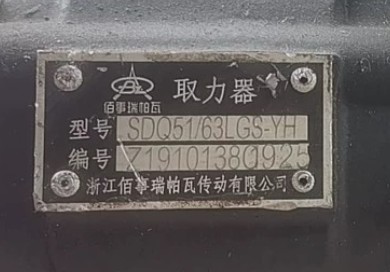 取力器
佰事瑞帕瓦
型号 SDQ51/63LGS-YH
编号 719101380925
浙江佰事瑞帕瓦传动有限公司